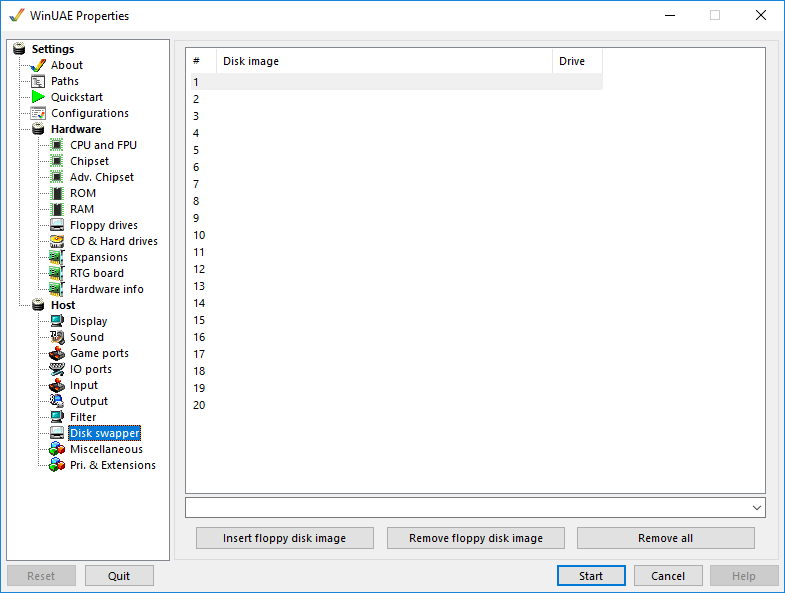 WinUAE Properties
Settings
About
Paths
Quickstart
Configurations
Hardware
CPU and FPU
Chipset
Adv. Chipset
ROM
RAM
Floppy drives
CD & Hard drives
Expansions
RTG board
Hardware info
Host
Display
Sound
Game ports
IO ports
Input
Output
Filter
Disk swapper
Miscellaneous
Pri. & Extensions
# Disk image Drive
1
2
3
4
5
6
7
8
9
10
11
12
13
14
15
16
17
18
19
20
Insert floppy disk image Remove floppy disk image Remove all
Reset Quit Start Cancel Help